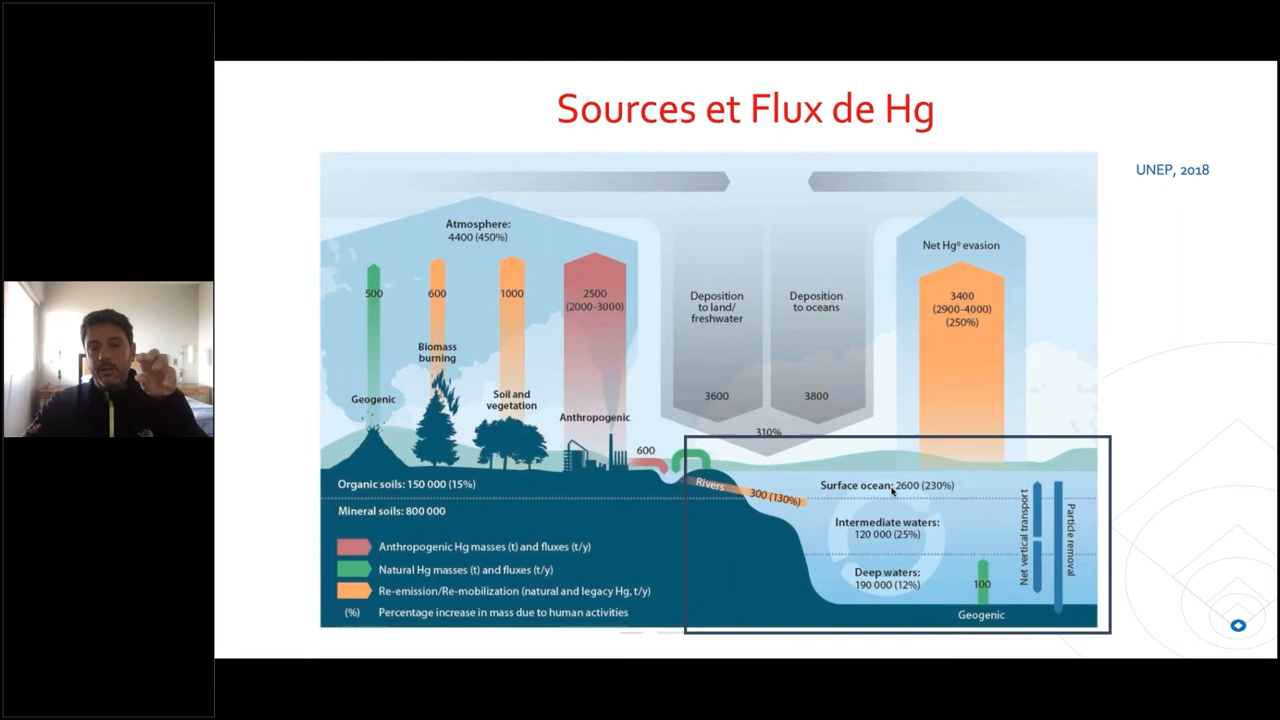 Sources et Flux de Hg
UNEP, 2018
Atmosphere:
4400 (450%)
Net Hg⁰ evasion
500
600
1000
2500
(2000-3000)
Deposition
to land/
freshwater
Deposition
to oceans
3400
(2900-4000)
(250%)
Biomass
burning
Geogenic
Soil and
vegetation
Anthropogenic
3600
3800
310%
600
Rivers
300 (130%)
Organic soils: 150 000 (15%)
Mineral soils: 800 000
Surface ocean: 2600 (230%)
Intermediate waters:
120 000 (25%)
Deep waters:
190 000 (12%)
100
Geogenic
Net vertical transport
Particle removal
Anthropogenic Hg masses (t) and fluxes (t/y)
Natural Hg masses (t) and fluxes (t/y)
Re-emission/Re-mobilization (natural and legacy Hg, t/y)
(%) Percentage increase in mass due to human activities